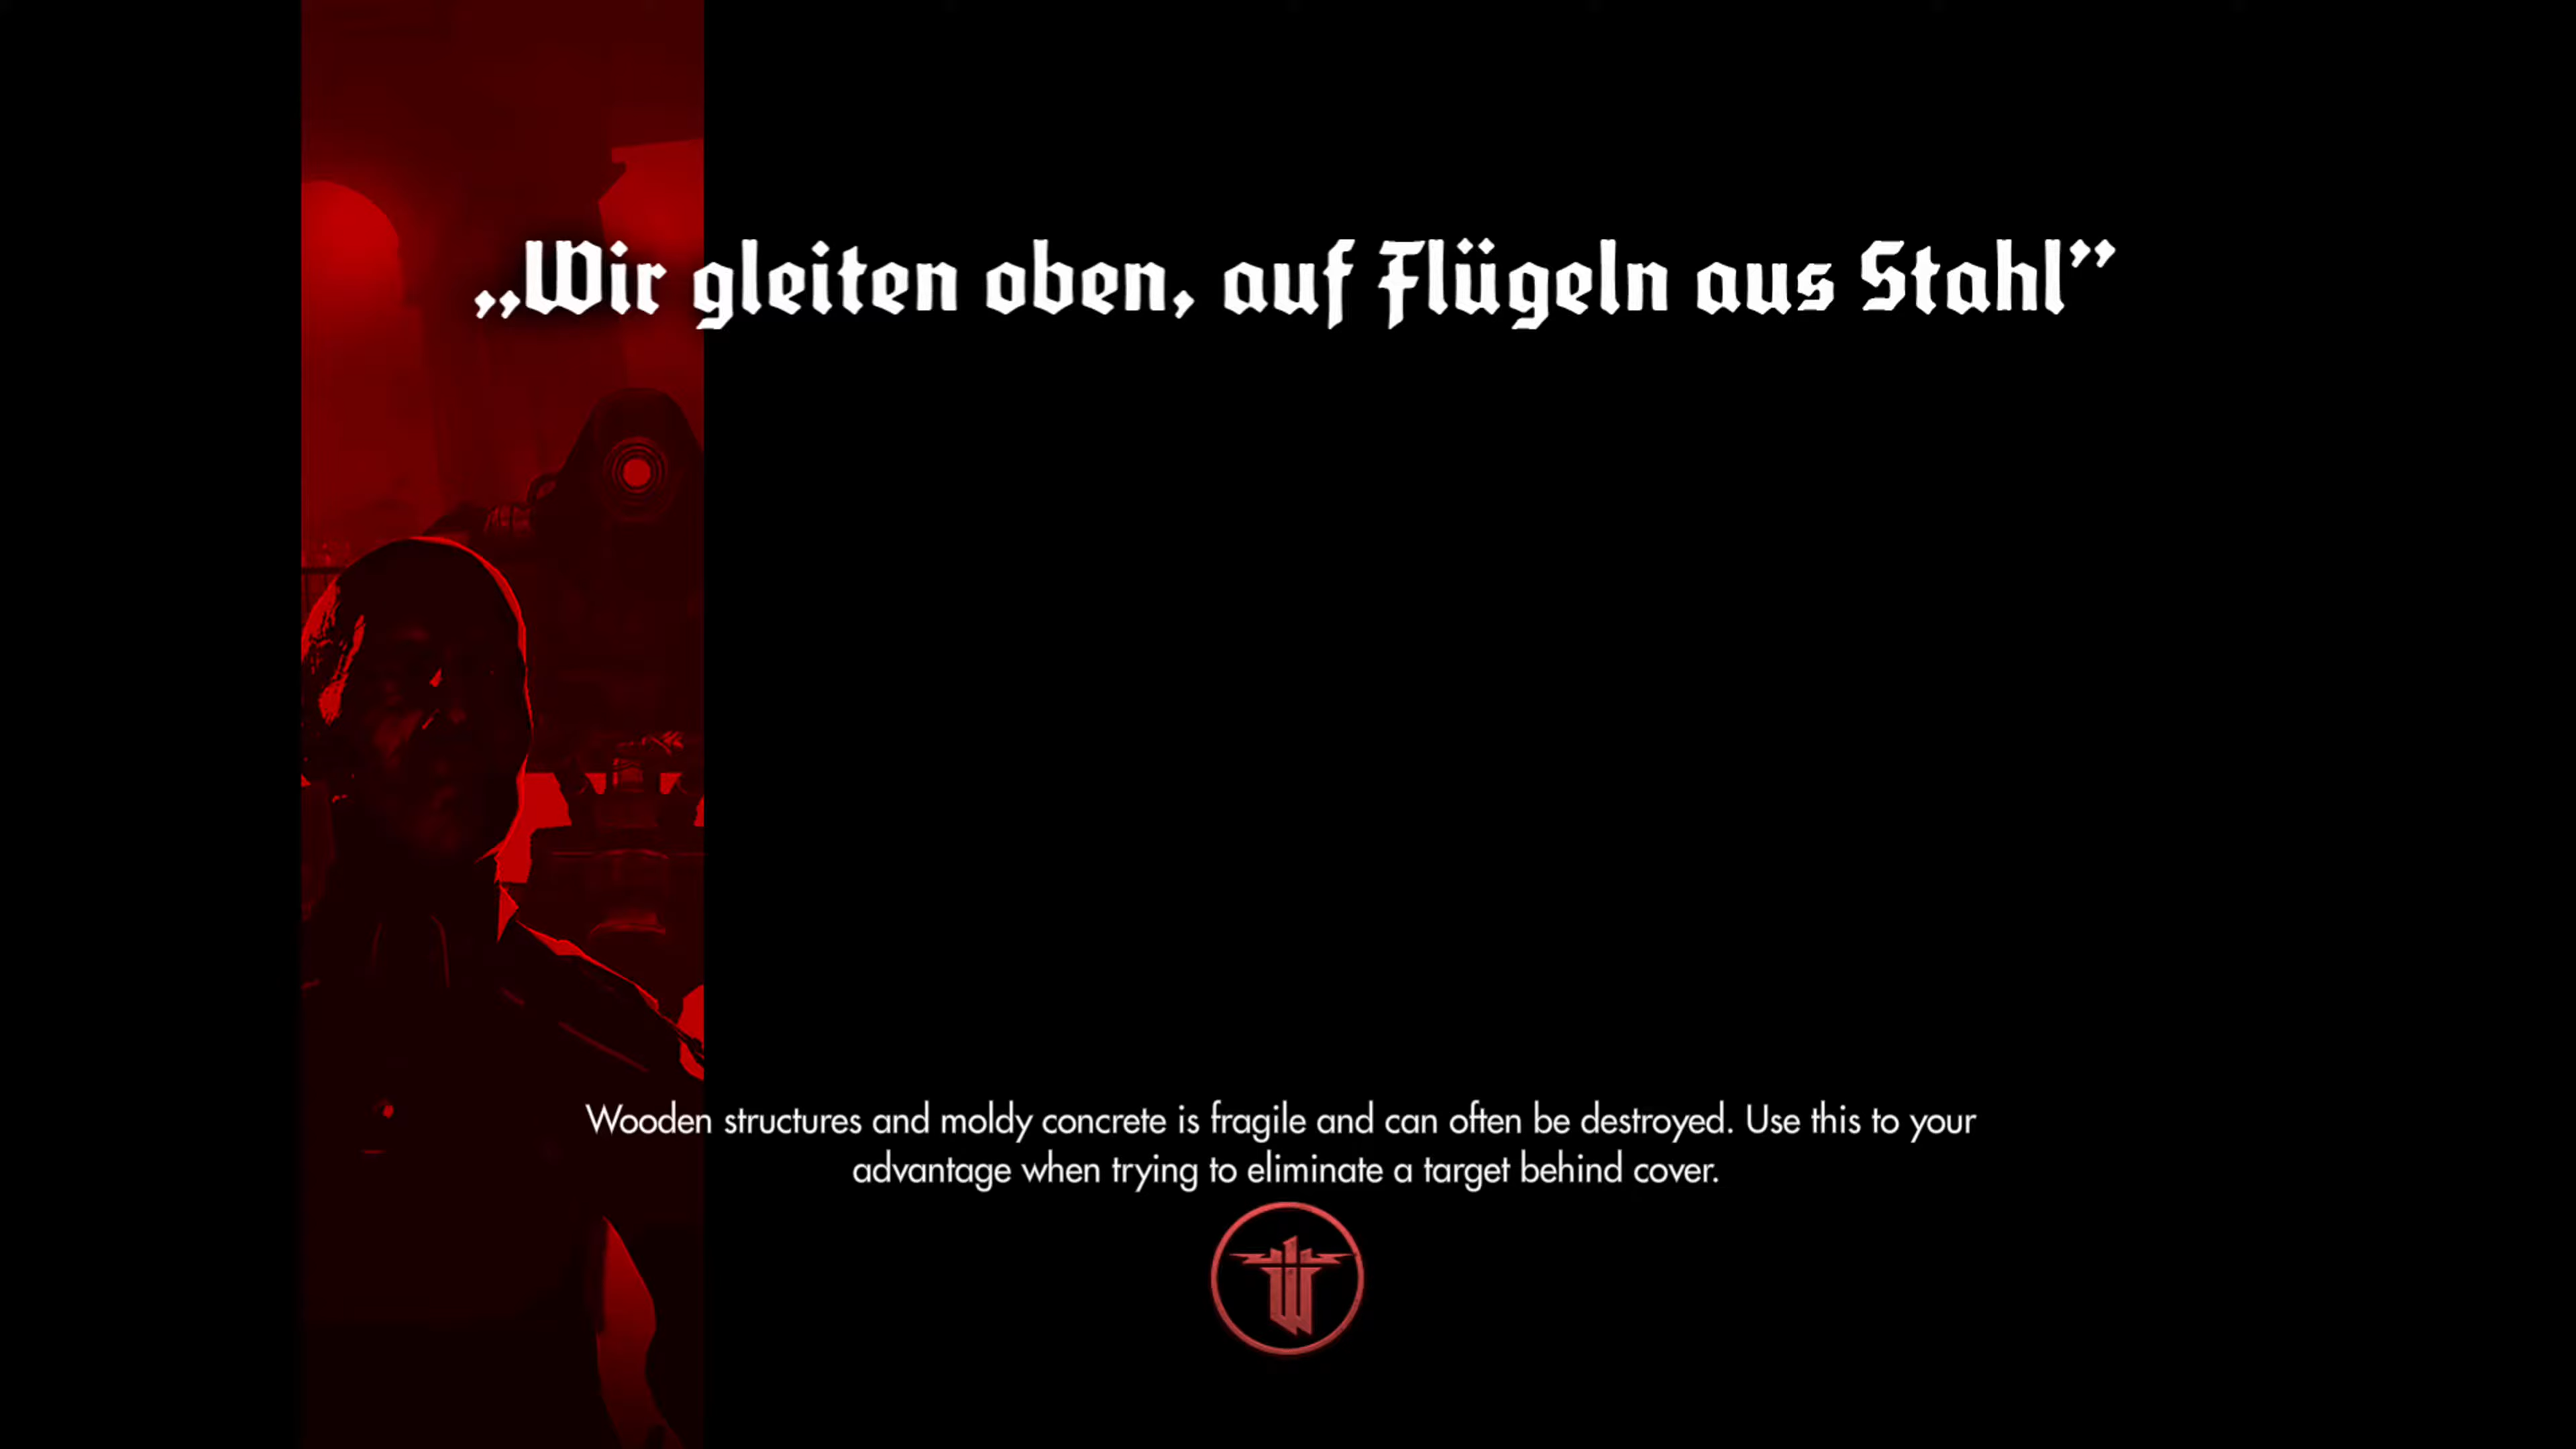 „Wir gleiten oben, auf Flügeln aus Stahl”
Wooden structures and moldy concrete is fragile and can often be destroyed. Use this to your
advantage when trying to eliminate a target behind cover.